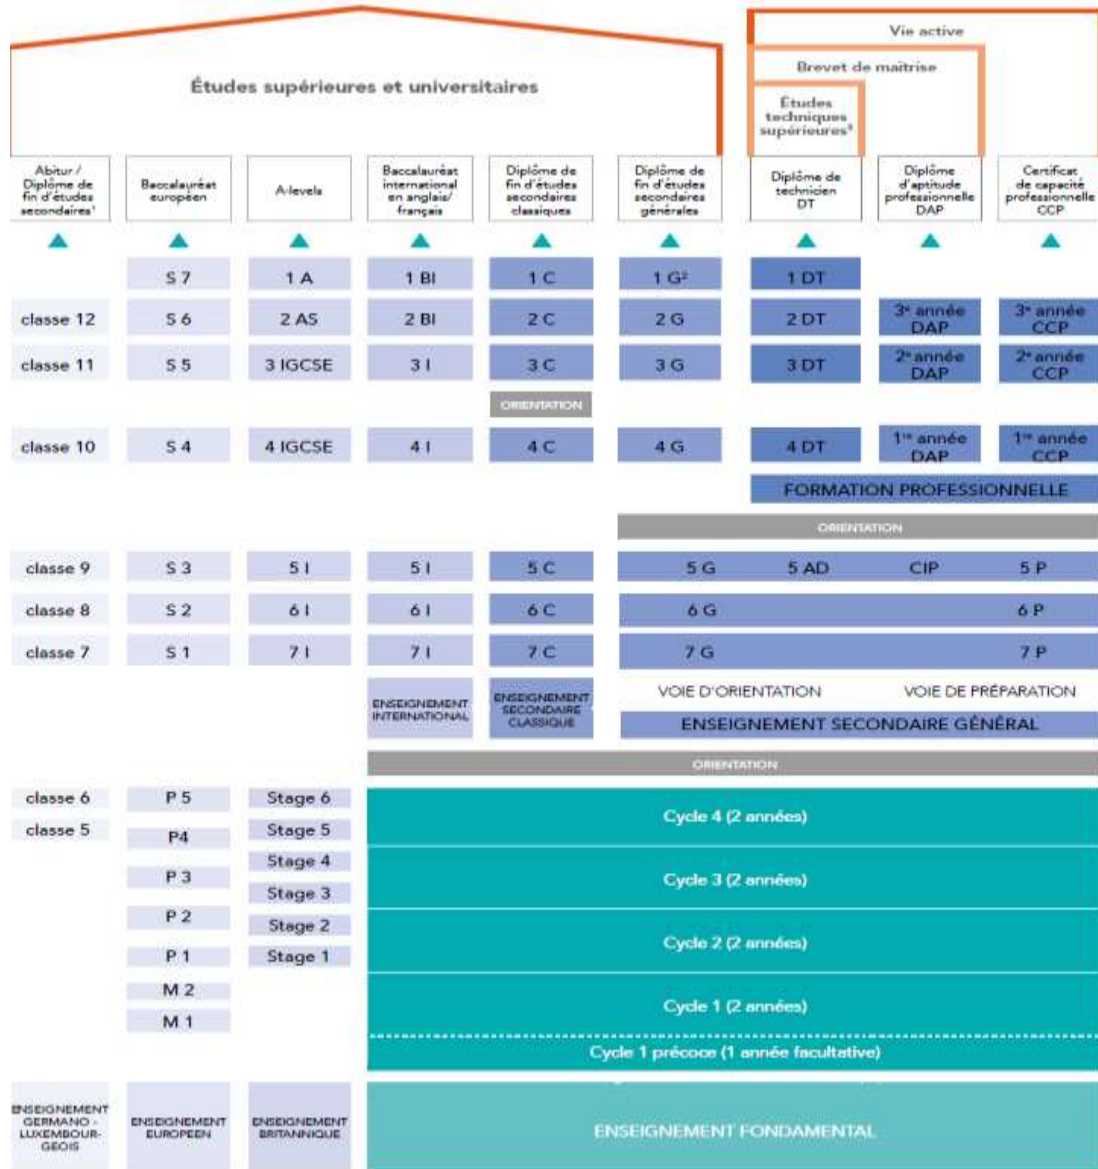 Études supérieures et universitaires
Vie active
Brevet de maîtrise
Études
techniques
supérieures³
Abitur /
Diplôme de
fin d'études
secondaires¹
Baccalauréat
européen
A-levels
Baccalauréat
international
en anglais/
français
Diplôme de
fin d'études
secondaires
classiques
Diplôme de
fin d'études
secondaires
générales
Diplôme de
technicien
DT
Diplôme
d'aptitude
professionnelle
DAP
Certificat
de capacité
professionnelle
CCP
S 7
1 A
1 BI
1 C
1 G²
1 DT
classe 12
S 6
2 AS
2 BI
2 C
2 G
2 DT
3ᵉ année
DAP
3ᵉ année
CCP
classe 11
S 5
3 IGCSE
3 I
3 C
3 G
3 DT
2ᵉ année
DAP
2ᵉ année
CCP
ORIENTATION
classe 10
S 4
4 IGCSE
4 I
4 C
4 G
4 DT
1ʳᵉ année
DAP
1ʳᵉ année
CCP
FORMATION PROFESSIONNELLE
ORIENTATION
classe 9
S 3
5 I
5 I
5 C
5 G
5 AD
CIP
5 P
classe 8
S 2
6 I
6 I
6 C
6 G
6 P
classe 7
S 1
7 I
7 I
7 C
7 G
7 P
ENSEIGNEMENT
INTERNATIONAL
ENSEIGNEMENT
SECONDAIRE
CLASSIQUE
VOIE D'ORIENTATION
VOIE DE PRÉPARATION
ENSEIGNEMENT SECONDAIRE GÉNÉRAL
ORIENTATION
classe 6
P 5
Stage 6
Cycle 4 (2 années)
classe 5
P4
Stage 5
Stage 4
P 3
Cycle 3 (2 années)
Stage 3
P 2
Stage 2
Cycle 2 (2 années)
P 1
Stage 1
M 2
Cycle 1 (2 années)
M 1
Cycle 1 précoce (1 année facultative)
ENSEIGNEMENT
GERMANO -
LUXEMBOUR-
GEOIS
ENSEIGNEMENT
EUROPEEN
ENSEIGNEMENT
BRITANNIQUE
ENSEIGNEMENT FONDAMENTAL